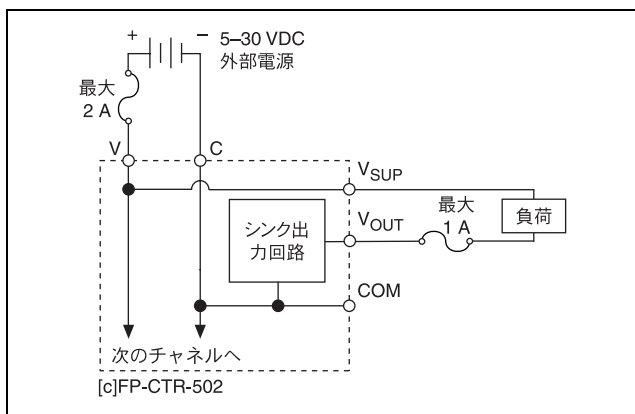 +
−
5–30 VDC
外部電源
最大
2 A
V
C
VSUP
シンク出
力回路
VOUT
最大
1 A
負荷
COM
次のチャネルへ
[c]FP-CTR-502